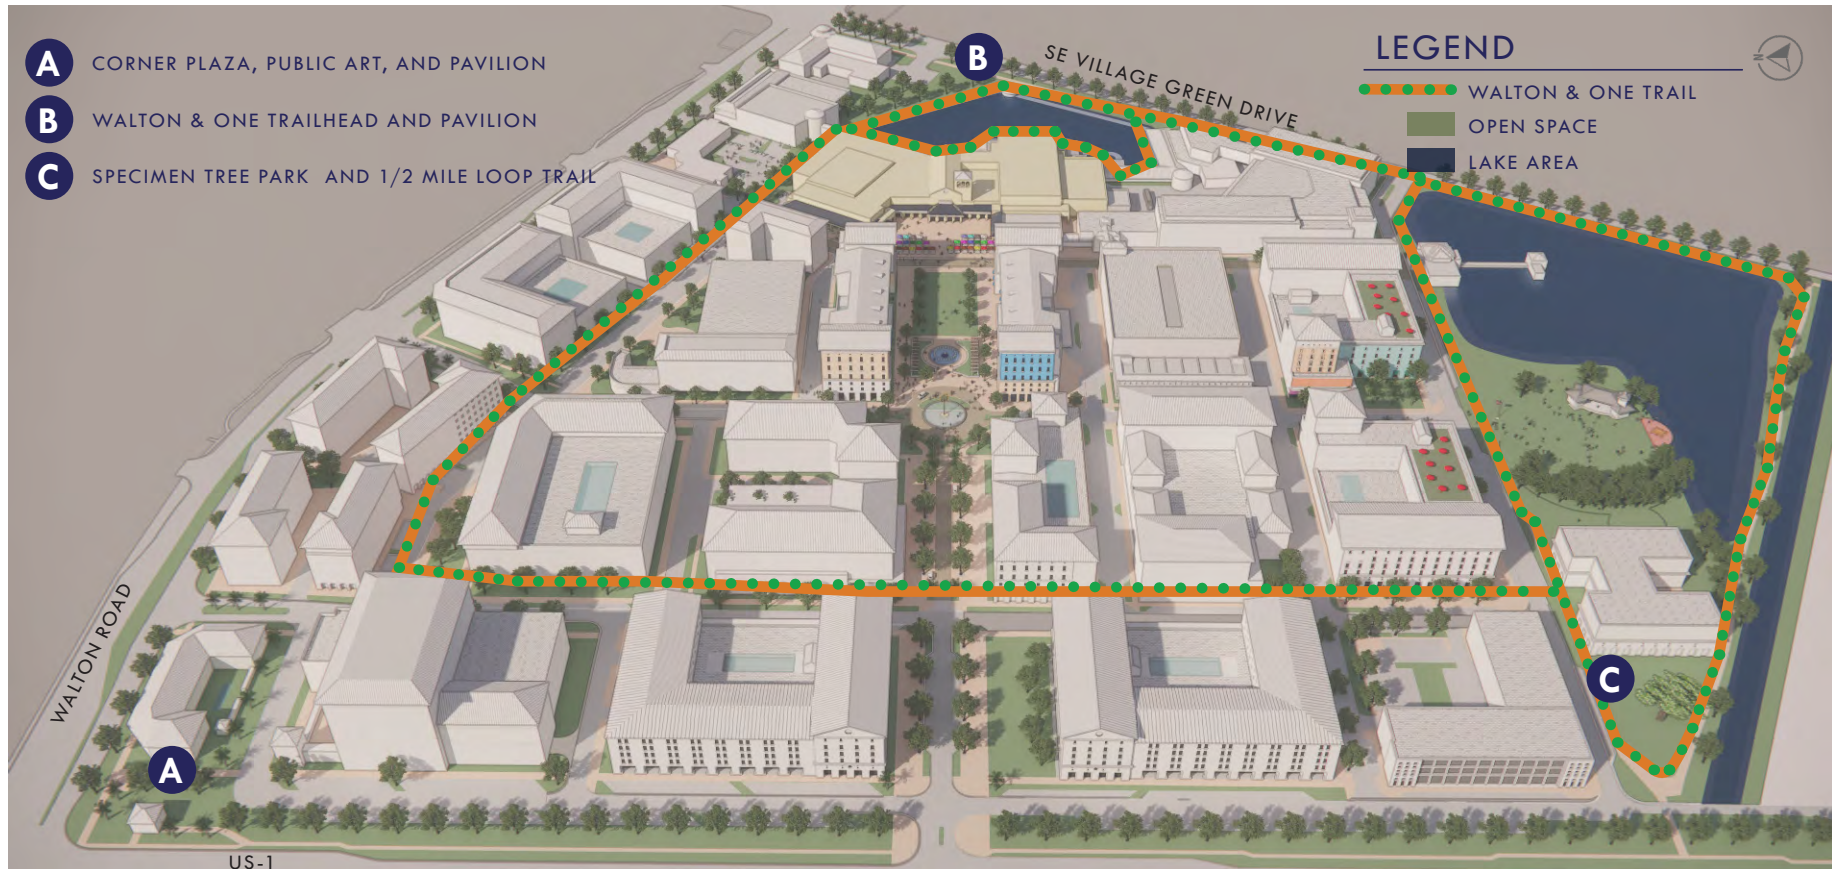 A CORNER PLAZA, PUBLIC ART, AND PAVILION
B WALTON & ONE TRAILHEAD AND PAVILION
C SPECIMEN TREE PARK AND 1/2 MILE LOOP TRAIL
B
SE VILLAGE GREEN DRIVE
LEGEND
N
WALTON & ONE TRAIL
OPEN SPACE
LAKE AREA
WALTON ROAD
A
C
US-1